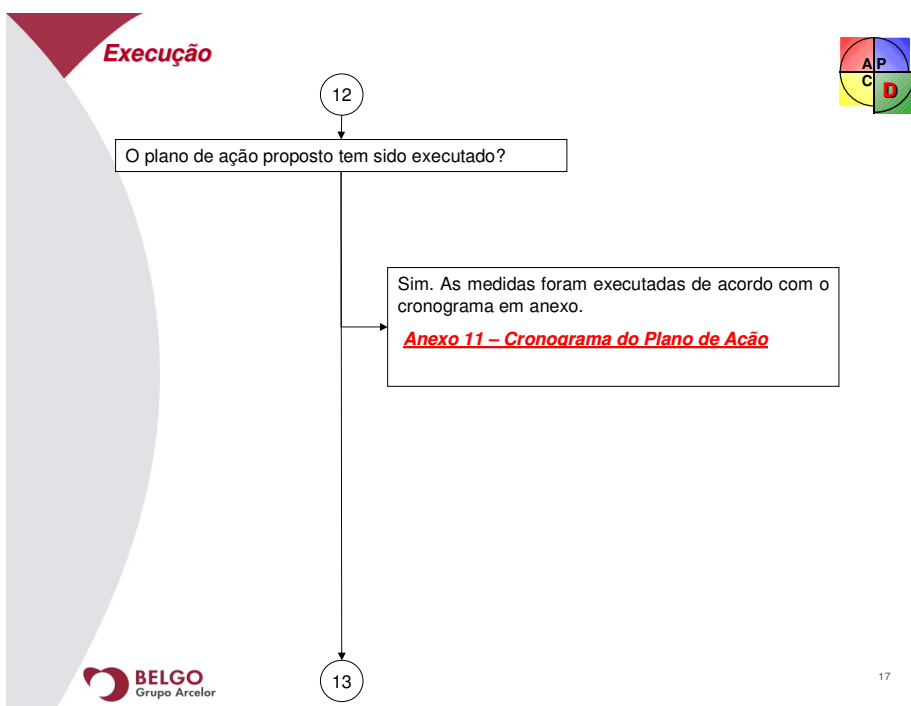 Execução
A P
C D
12
O plano de ação proposto tem sido executado?
Sim. As medidas foram executadas de acordo com o
cronograma em anexo.
Anexo 11 – Cronograma do Plano de Ação
BELGO
Grupo Arcelor
13
17